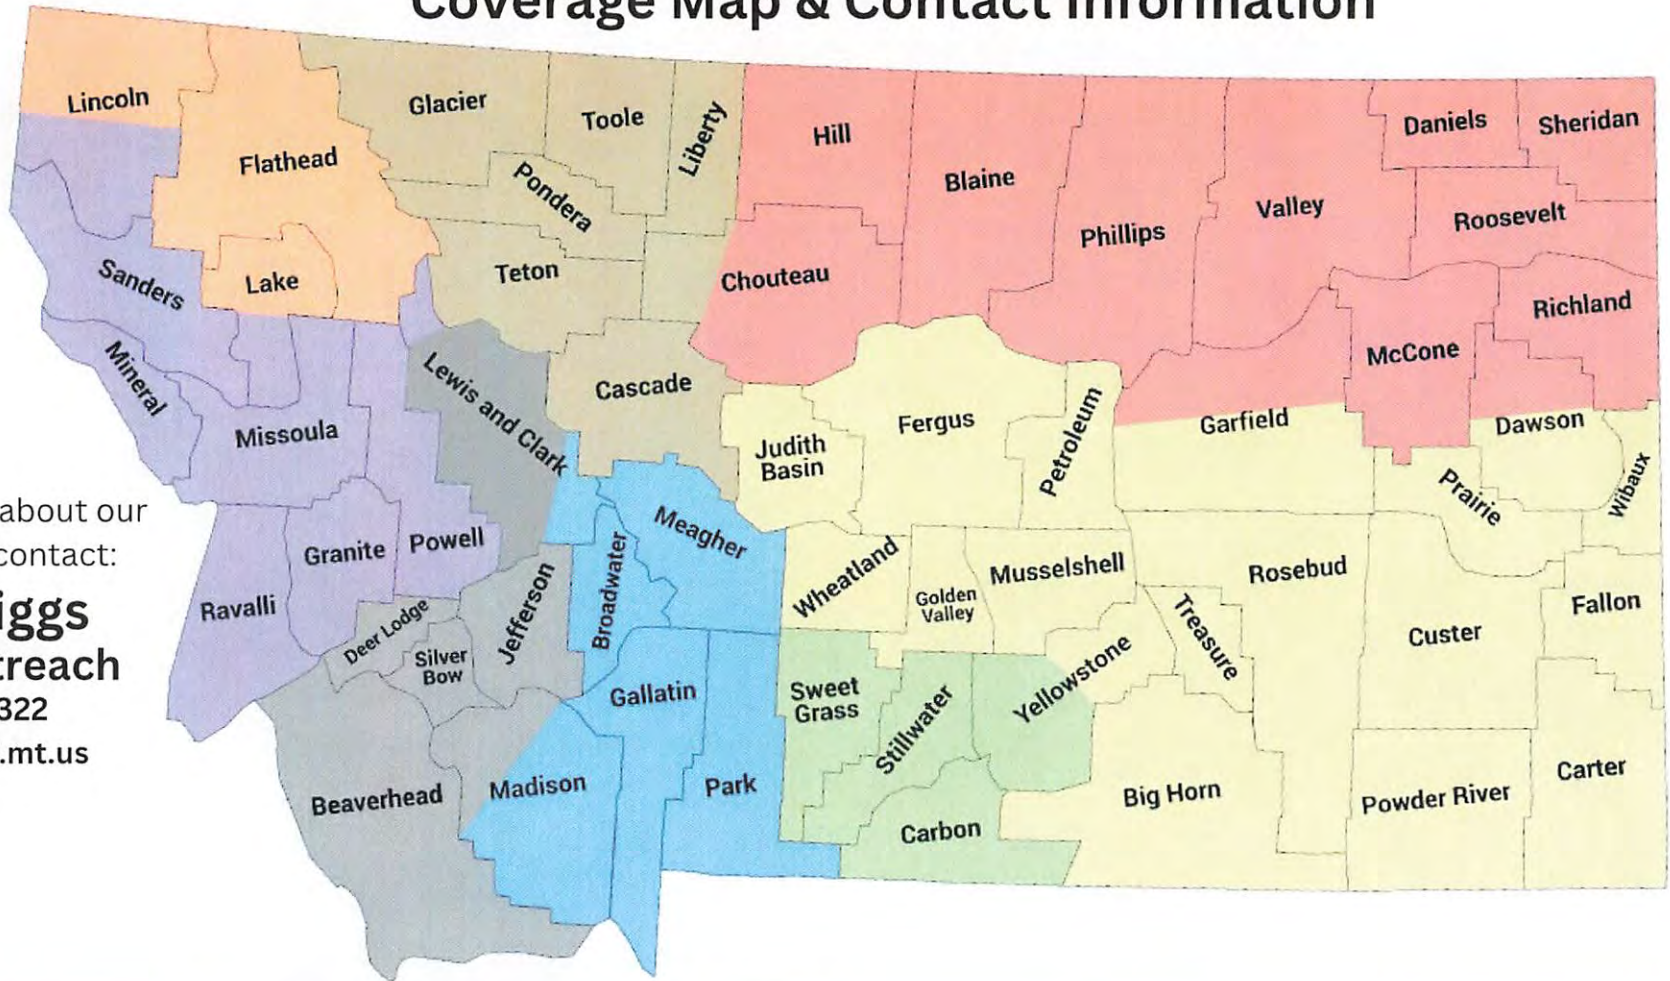 Coverage Map & Contact Information
Lincoln
Flathead
Glacier
Toole
Liberty
Pondera
Teton
Lake
Sanders
Mineral
Missoula
Hill
Blaine
Phillips
Valley
Daniels
Sheridan
Roosevelt
Richland
Chouteau
McCone
Cascade
Lewis and Clark
Judith
Basin
Fergus
Petroleum
Garfield
Dawson
Prairie
Wibaux
about our
contact:
iggs
treach
322
.mt.us
Ravalli
Granite
Powell
Deer Lodge
Silver
Bow
Jefferson
Broadwater
Meagher
Wheatland
Golden
Valley
Musselshell
Rosebud
Treasure
Custer
Fallon
Beaverhead
Madison
Gallatin
Park
Sweet
Grass
Stillwater
Yellowstone
Carbon
Big Horn
Powder River
Carter